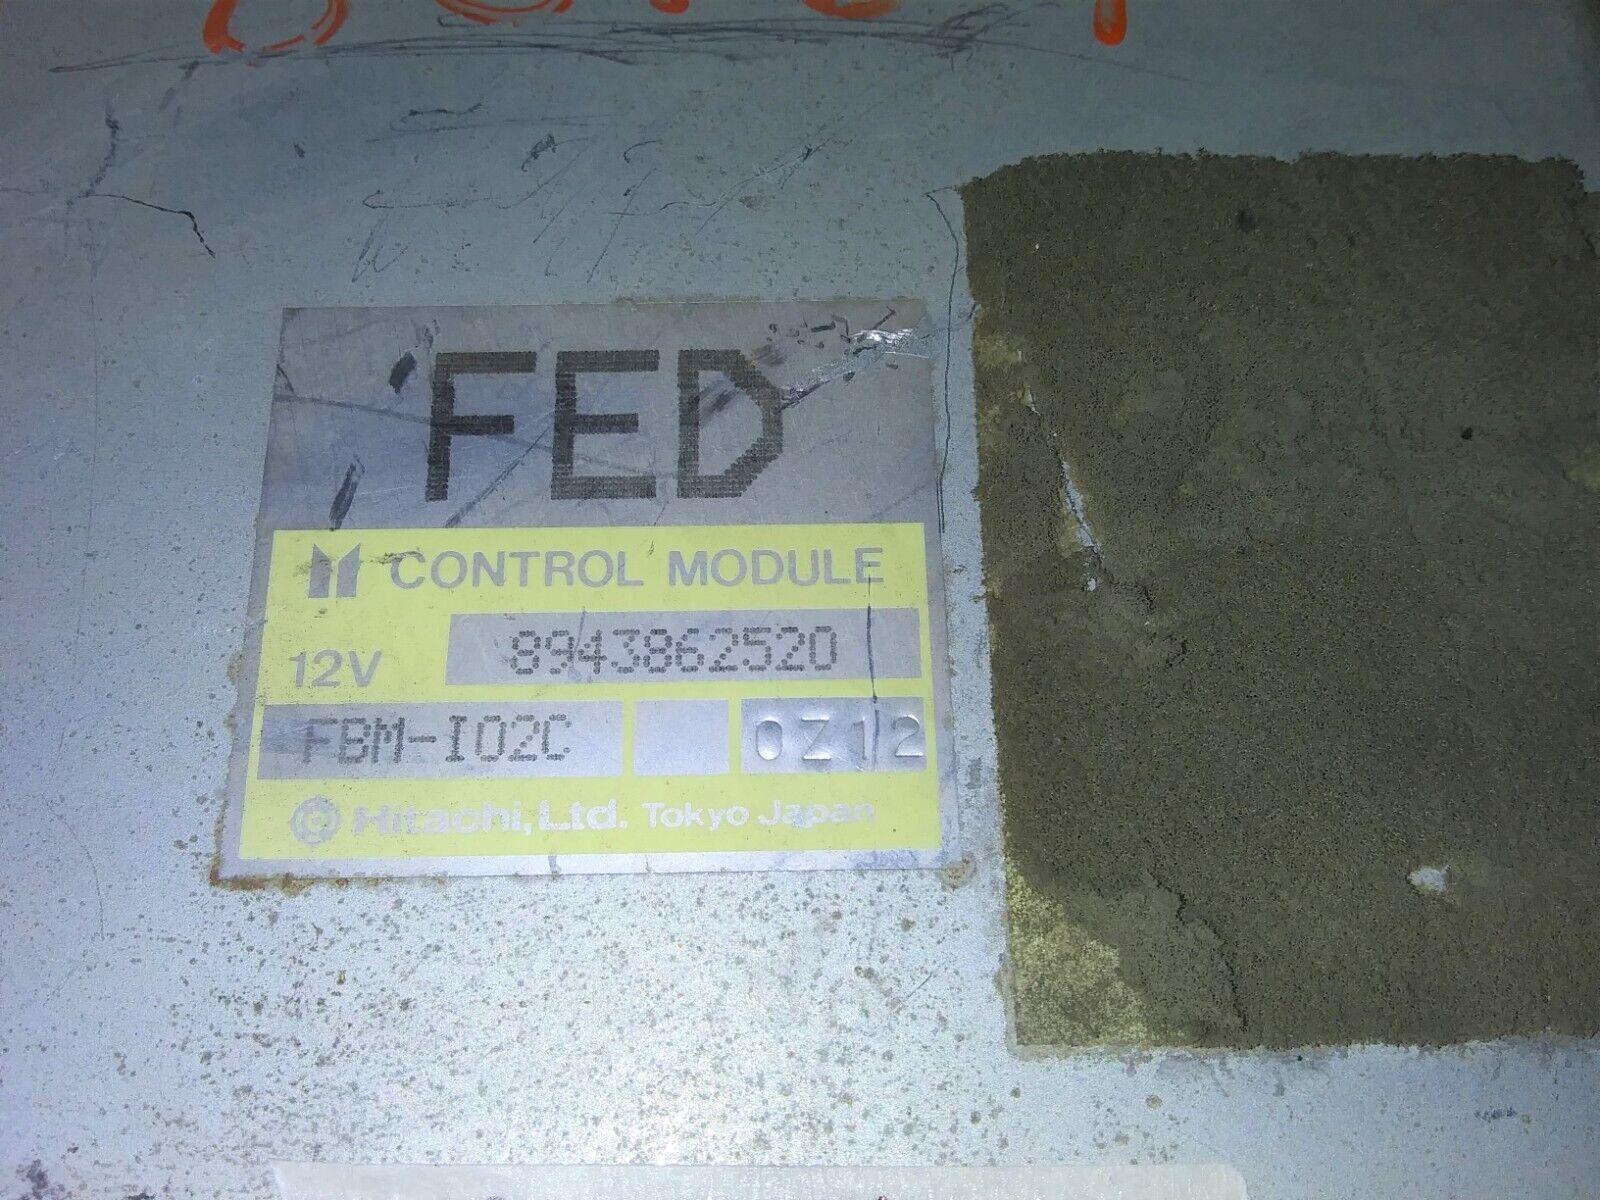 FED
CONTROL MODULE
12V 8943862520
FBM-I02C 0Z12
Hitachi, Ltd. Tokyo Japan